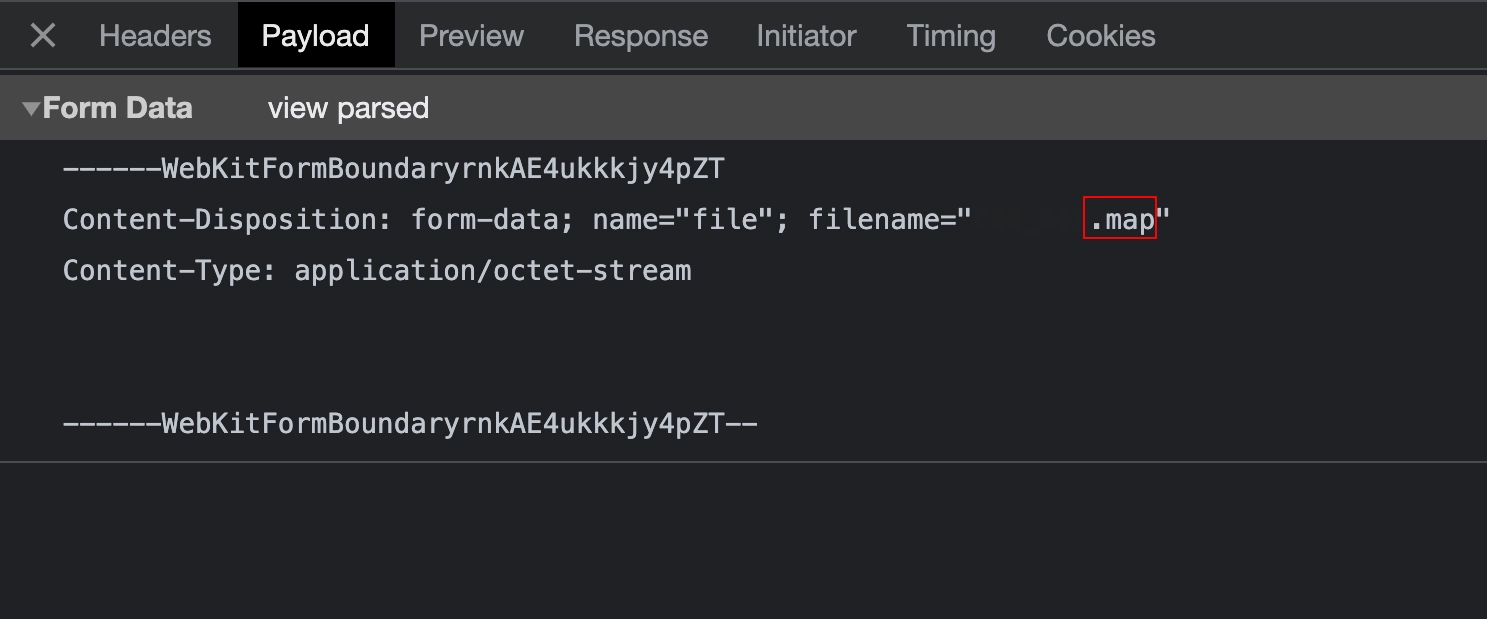 Headers Payload Preview Response Initiator Timing Cookies
Form Data view parsed
------WebKitFormBoundaryrnkAE4ukkkjy4pZT
Content-Disposition: form-data; name="file"; filename=" .map"
Content-Type: application/octet-stream
------WebKitFormBoundaryrnkAE4ukkkjy4pZT--